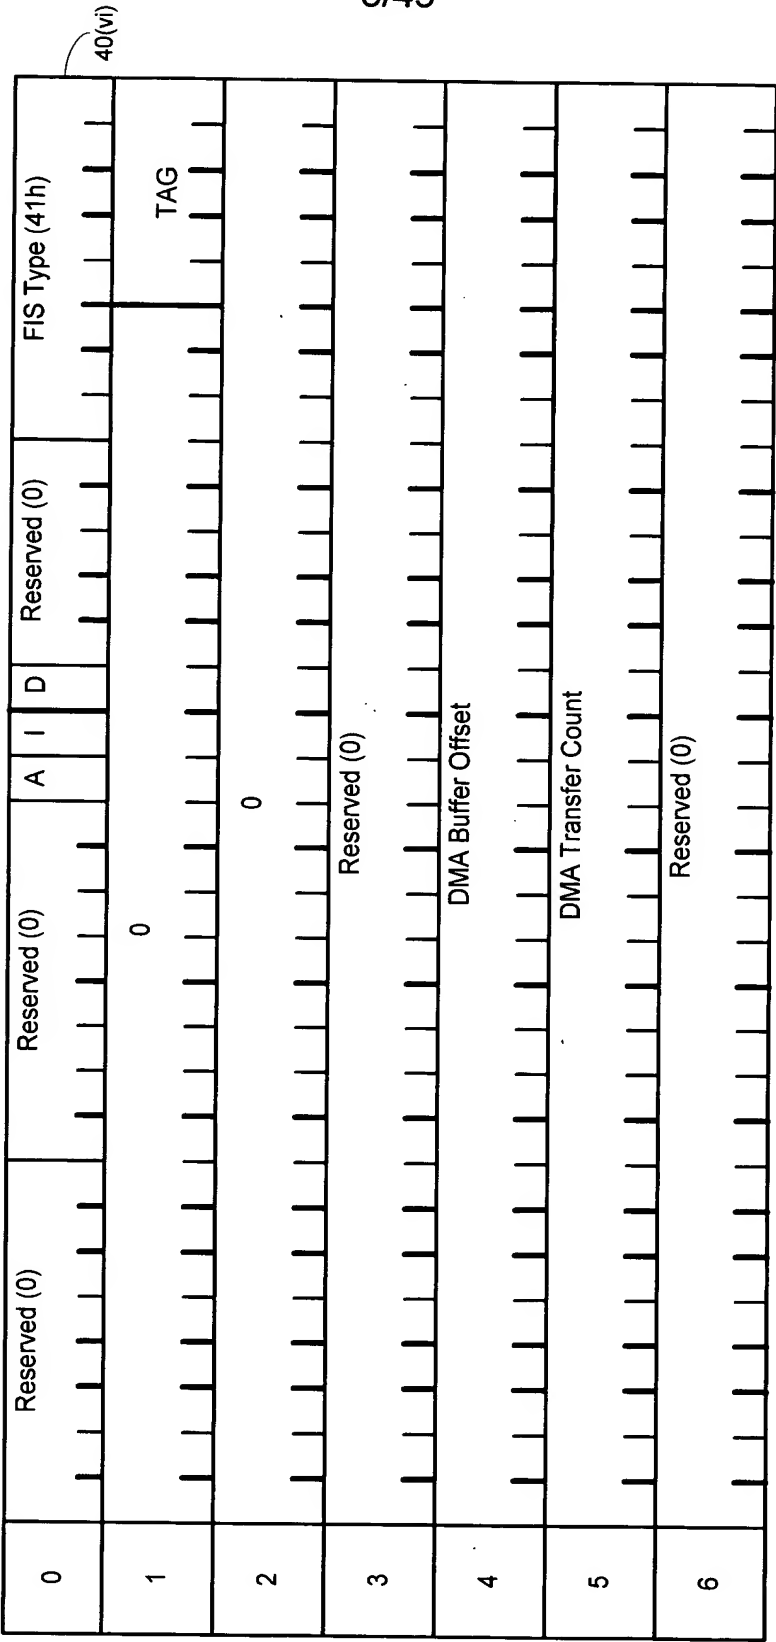 40(vi)
0 Reserved (0) Reserved (0) A I D Reserved (0) FIS Type (41h)
1 0 TAG
2 0
3 Reserved (0)
4 DMA Buffer Offset
5 DMA Transfer Count
6 Reserved (0)